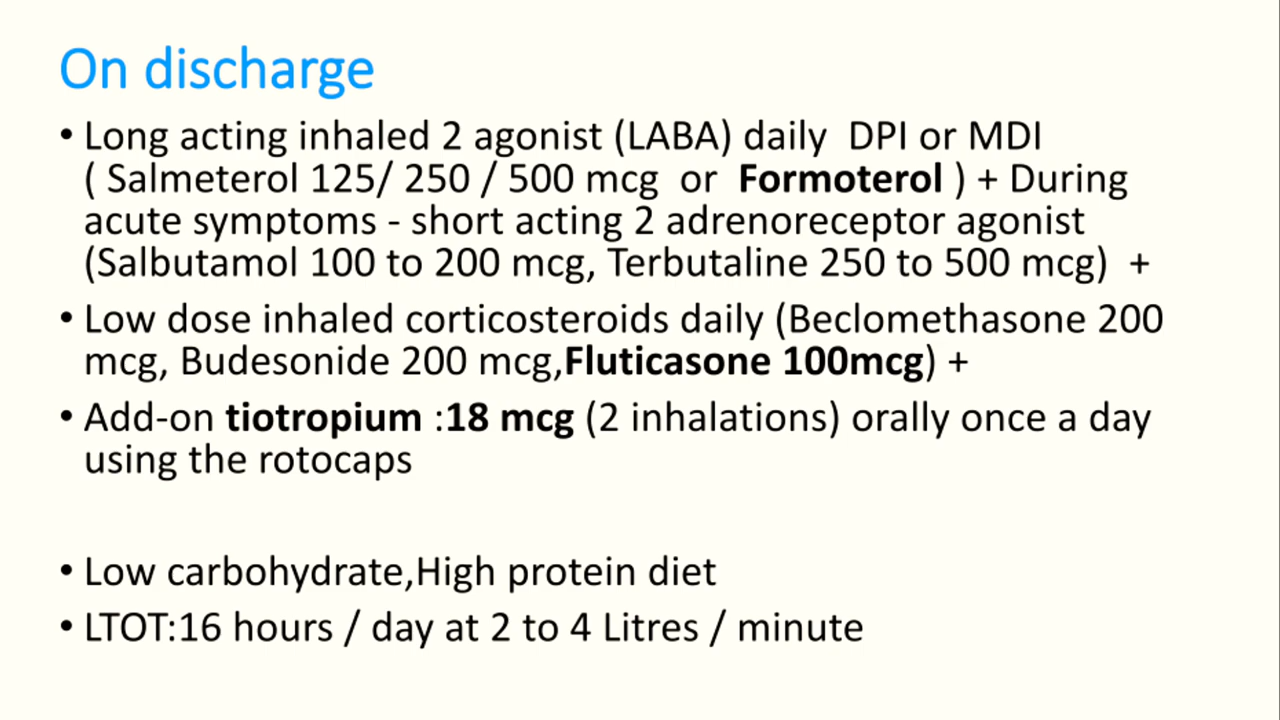 On discharge
• Long acting inhaled 2 agonist (LABA) daily  DPI or MDI
( Salmeterol 125/ 250 / 500 mcg  or  Formoterol ) + During
acute symptoms - short acting 2 adrenoreceptor agonist
(Salbutamol 100 to 200 mcg, Terbutaline 250 to 500 mcg)  +
• Low dose inhaled corticosteroids daily (Beclomethasone 200
mcg, Budesonide 200 mcg,Fluticasone 100mcg) +
• Add-on tiotropium :18 mcg (2 inhalations) orally once a day
using the rotocaps
• Low carbohydrate,High protein diet
• LTOT:16 hours / day at 2 to 4 Litres / minute